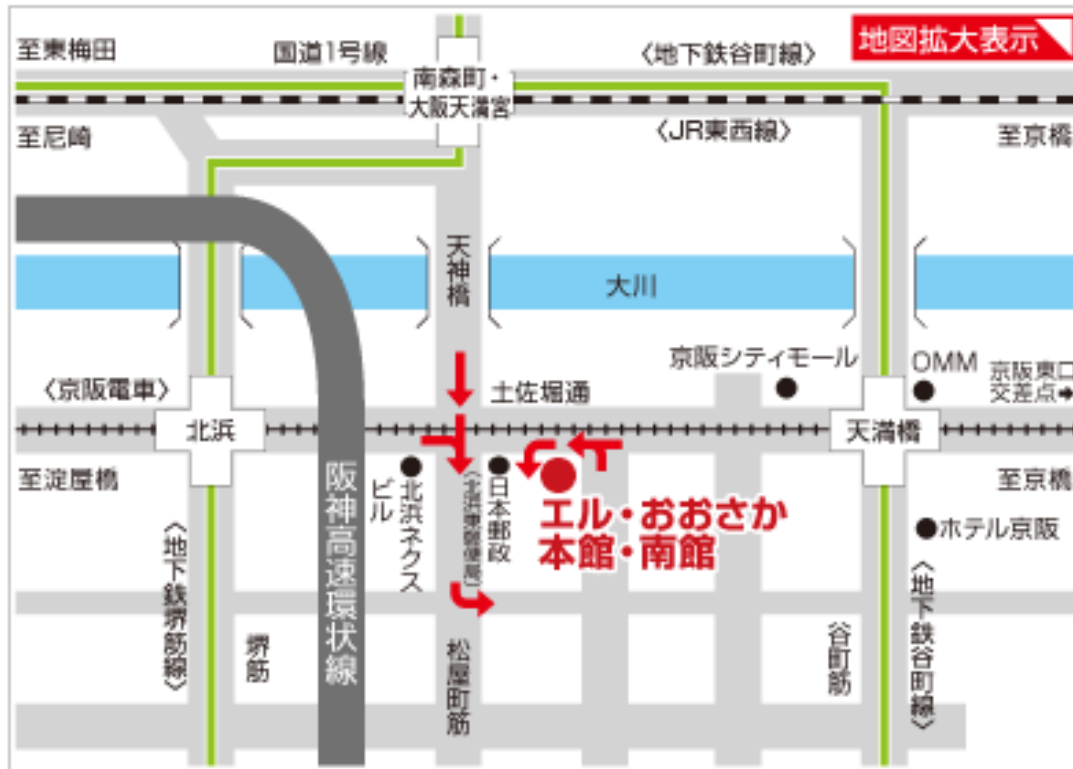 至東梅田
国道1号線
〈地下鉄谷町線〉
地図拡大表示
南森町・
大阪天満宮
至尼崎
〈JR東西線〉
至京橋
天神橋
大川
京阪シティモール
OMM
京阪東口
交差点➜
〈京阪電車〉
土佐堀通
北浜
天満橋
至淀屋橋
至京橋
阪神高速環状線
北浜ネクス
ビル
(北浜東郵便局)
日本郵政
エル・おおさか
本館・南館
ホテル京阪
〈地下鉄堺筋線〉
堺筋
松屋町筋
谷町筋
〈地下鉄谷町線〉